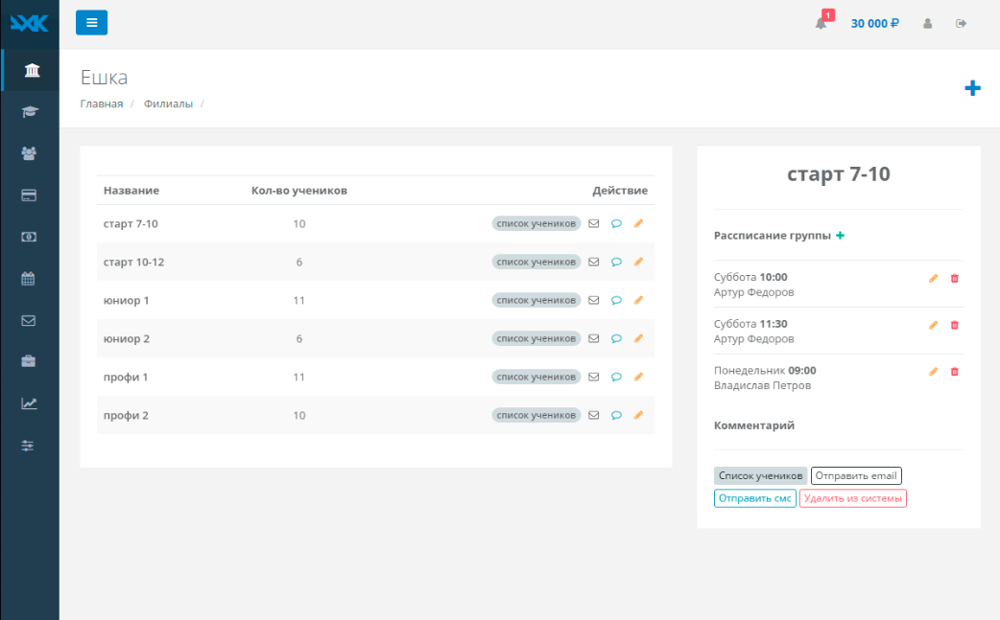 1
30 000 ₽
Ешка
Главная / Филиалы /
Название Кол-во учеников Действие
старт 7-10 10 список учеников
старт 10-12 6 список учеников
юниор 1 11 список учеников
юниор 2 6 список учеников
профи 1 11 список учеников
профи 2 10 список учеников
старт 7-10
Рассписание группы
Суббота 10:00
Артур Федоров
Суббота 11:30
Артур Федоров
Понедельник 09:00
Владислав Петров
Комментарий
Список учеников Отправить email
Отправить смс Удалить из системы